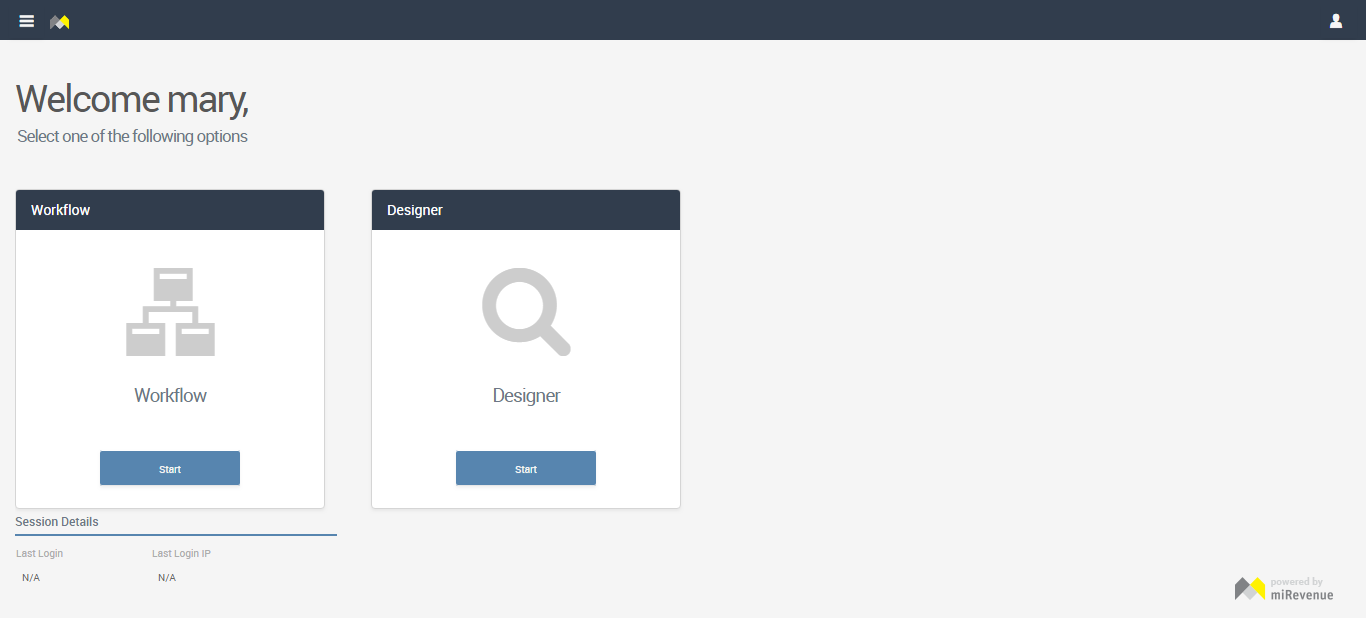 Welcome mary,
Select one of the following options
Workflow
Designer
Workflow
Designer
Start
Start
Session Details
Last Login
Last Login IP
N/A
N/A
powered by
miRevenue